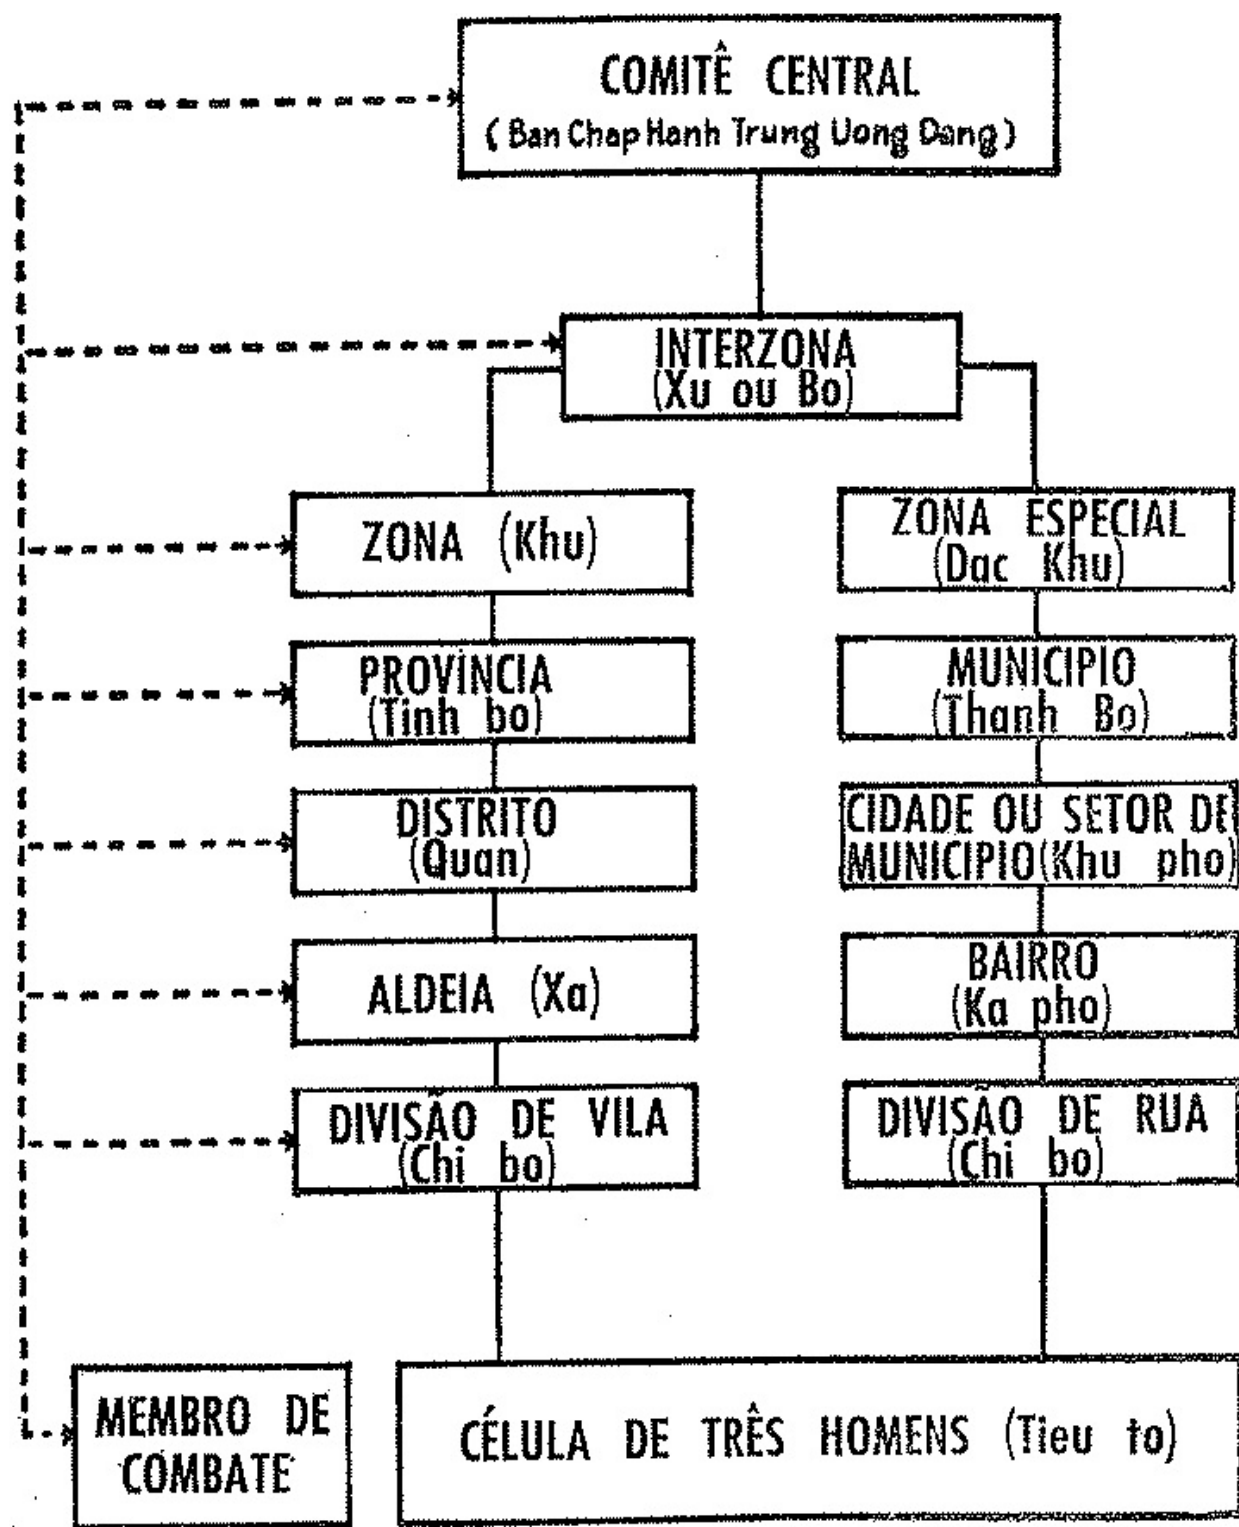 COMITÊ CENTRAL
(Ban Chap Hanh Trung Uong Dang)
INTERZONA
(Xu ou Bo)
ZONA (Khu)
ZONA ESPECIAL
(Dac Khu)
PROVÍNCIA
(Tinh bo)
MUNICIPIO
(Thanh Bo)
DISTRITO
(Quan)
CIDADE OU SETOR DE
MUNICIPIO(Khu pho)
ALDEIA (Xa)
BAIRRO
(Ka pho)
DIVISÃO DE VILA
(Chi bo)
DIVISÃO DE RUA
(Chi bo)
MEMBRO DE
COMBATE
CÉLULA DE TRÊS HOMENS (Tieu to)